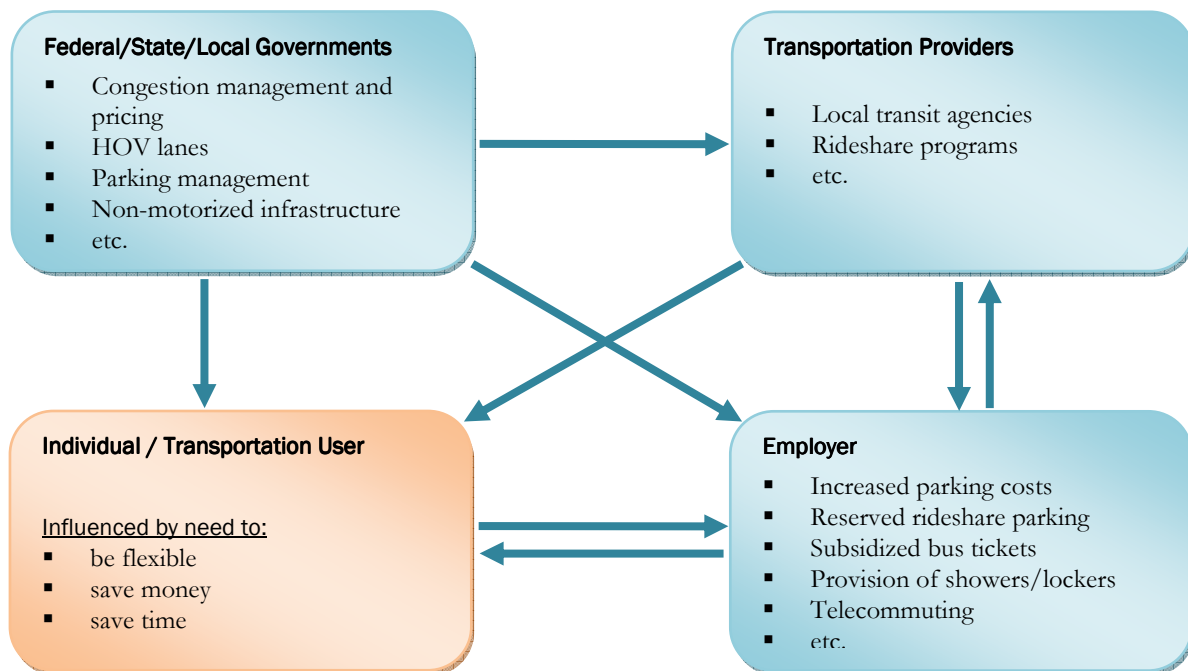 Federal/State/Local Governments
▪ Congestion management and
pricing
▪ HOV lanes
▪ Parking management
▪ Non-motorized infrastructure
▪ etc.
Transportation Providers
▪ Local transit agencies
▪ Rideshare programs
▪ etc.
Individual / Transportation User
Influenced by need to:
▪ be flexible
▪ save money
▪ save time
Employer
▪ Increased parking costs
▪ Reserved rideshare parking
▪ Subsidized bus tickets
▪ Provision of showers/lockers
▪ Telecommuting
▪ etc.